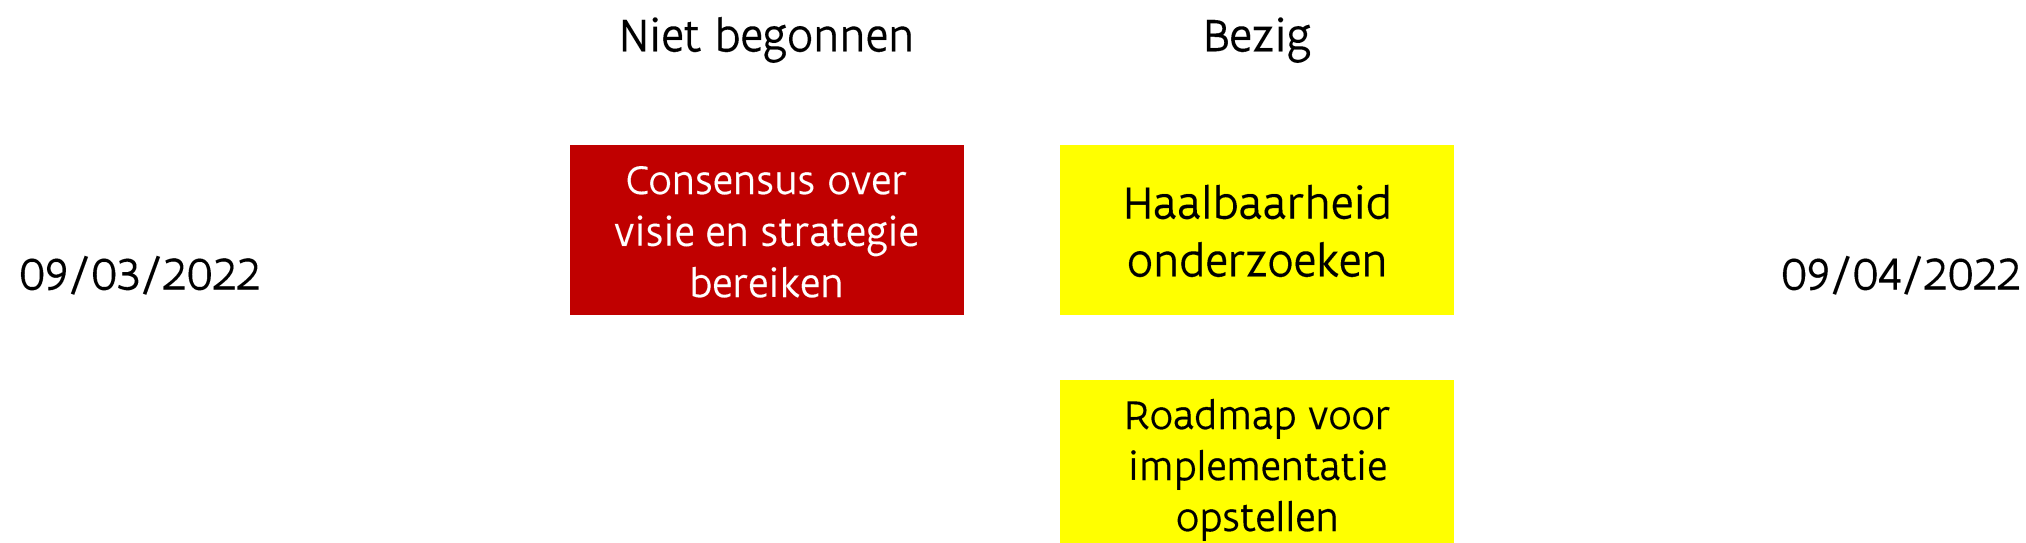 Niet begonnen
Bezig
09/03/2022
Consensus over
visie en strategie
bereiken
Haalbaarheid
onderzoeken
09/04/2022
Roadmap voor
implementatie
opstellen